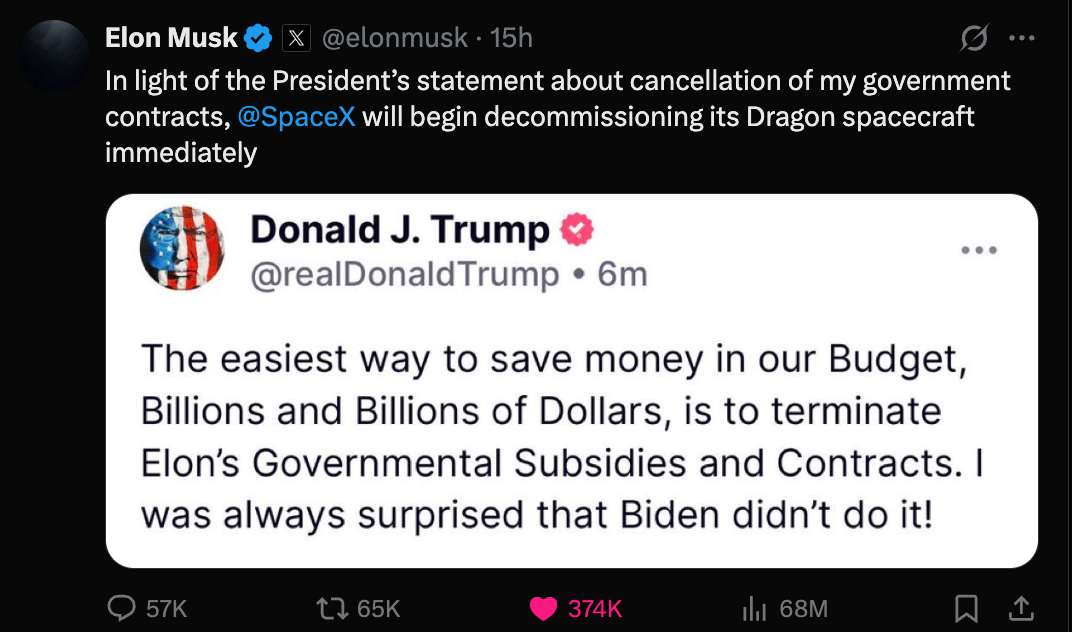 Elon Musk @elonmusk · 15h
In light of the President’s statement about cancellation of my government
contracts, @SpaceX will begin decommissioning its Dragon spacecraft
immediately
Donald J. Trump
@realDonaldTrump • 6m
The easiest way to save money in our Budget,
Billions and Billions of Dollars, is to terminate
Elon’s Governmental Subsidies and Contracts. I
was always surprised that Biden didn’t do it!
57K 65K 374K 68M